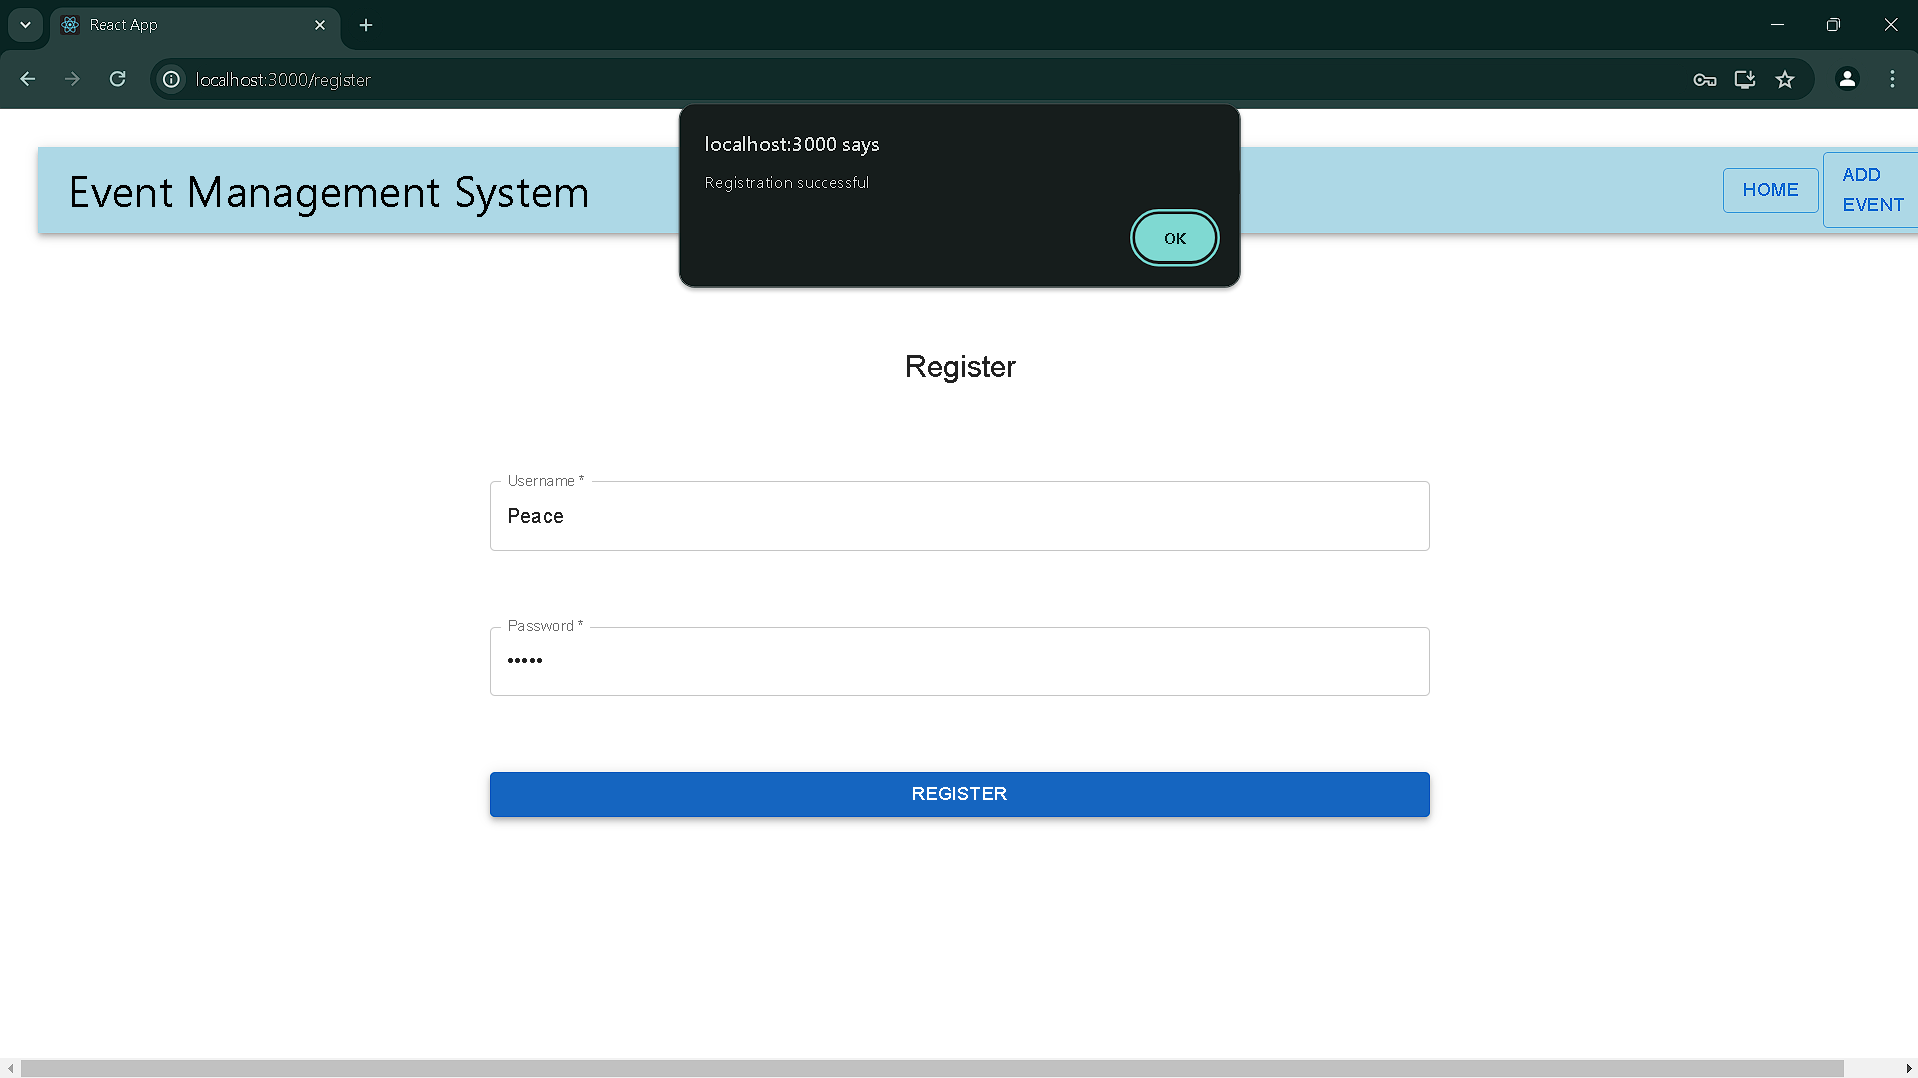 React App
localhost:3000/register
localhost:3000 says
Registration successful
OK
Event Management System
HOME
ADD
EVENT
Register
Username *
Peace
Password *
•••••
REGISTER